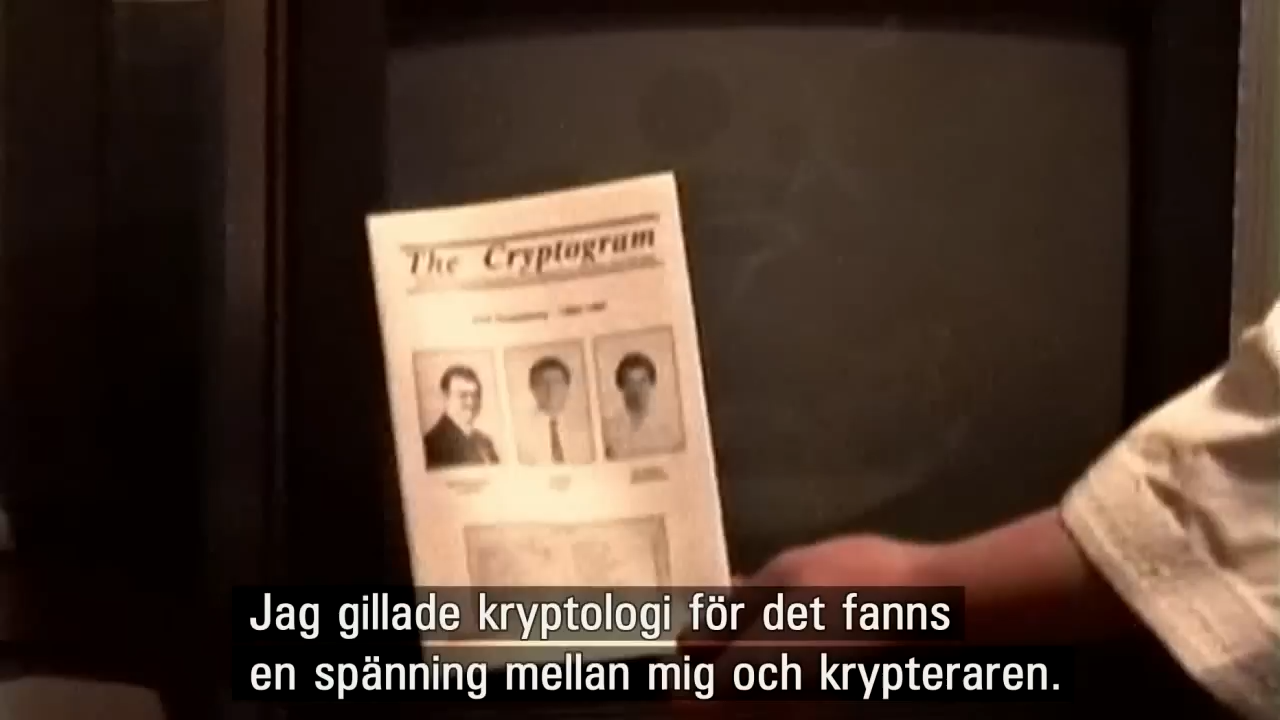 The Cryptogram
Jag gillade kryptologi för det fanns
en spänning mellan mig och krypteraren.